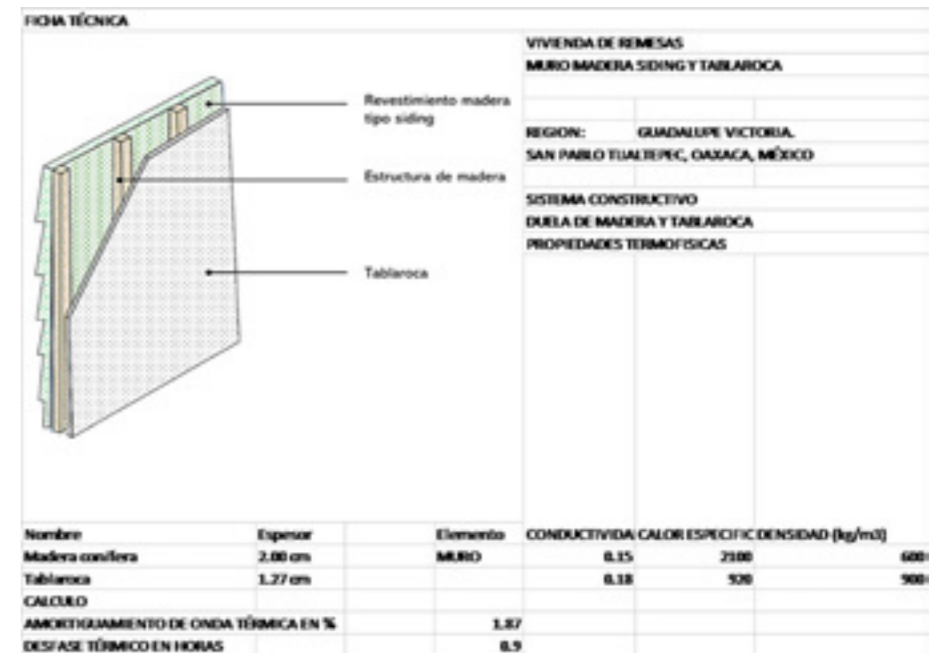 FICHA TÉCNICA
VIVIENDA DE REMESAS
MURO MADERA SIDING Y TABLAROCA
Revestimiento madera
tipo siding
REGION: GUADALUPE VICTORIA.
SAN PABLO TIJALTEPEC, OAXACA, MÉXICO
Estructura de madera
SISTEMA CONSTRUCTIVO
DUELA DE MADERA Y TABLAROCA
PROPIEDADES TERMOFISICAS
Tablaroca
Nombre Espesor Elemento CONDUCTIVIDA CALOR ESPECIFIC DENSIDAD (kg/m3)
Madera conífera 2.00 cm MURO 0.15 2100 600
Tablaroca 1.27 cm 0.18 920 900
CALCULO
AMORTIGUAMIENTO DE ONDA TÉRMICA EN % 1.87
DESFASE TÉRMICO EN HORAS 0.9